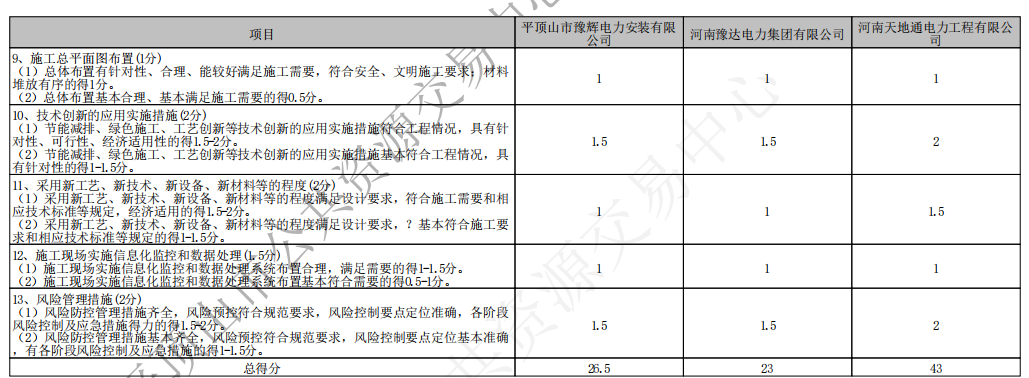 项目
平顶山市豫辉电力安装有限
公司
河南豫达电力集团有限公司
河南天地通电力工程有限公
司
9、施工总平面图布置(1分)
（1）总体布置有针对性、合理、能较好满足施工需要，符合安全、文明施工要求；材料
堆放有序的得1分。
（2）总体布置基本合理、基本满足施工需要的得0.5分。
1
1
1
10、技术创新的应用实施措施(2分)
（1）节能减排、绿色施工、工艺创新等技术创新的应用实施措施符合工程情况，具有针
对性、可行性、经济适用性的得1.5-2分。
（2）节能减排、绿色施工、工艺创新等技术创新的应用实施措施基本符合工程情况，具
有针对性的得1-1.5分。
1.5
1.5
2
11、采用新工艺、新技术、新设备、新材料等的程度(2分)
（1）采用新工艺、新技术、新设备、新材料等的程度满足设计要求，符合施工需要和相
应技术标准等规定，经济适用的得1.5-2分。
（2）采用新工艺、新技术、新设备、新材料等的程度满足设计要求，？基本符合施工要
求和相应技术标准等规定的得1-1.5分。
1
1
1.5
12、施工现场实施信息化监控和数据处理(1.5分)
（1）施工现场实施信息化监控和数据处理系统布置合理，满足需要的得1-1.5分。
（2）施工现场实施信息化监控和数据处理系统布置基本符合需要的得0.5-1分。
1
1
1
13、风险管理措施(2分)
（1）风险防控管理措施齐全，风险预控符合规范要求，风险控制要点定位准确，各阶段
风险控制及应急措施得力的得1.5-2分。
（2）风险防控管理措施基本齐全，风险预控符合规范要求，风险控制要点定位基本准确
，有各阶段风险控制及应急措施的得1-1.5分。
1.5
1.5
2
总得分
26.5
23
43
平顶山市公共资源交易中心
共资源交易中心